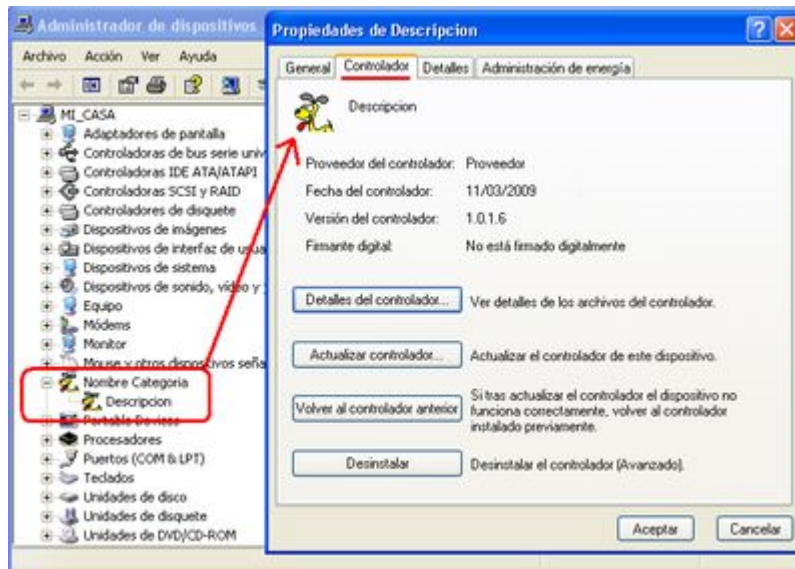 Administrador de dispositivos
Archivo Acción Ver Ayuda
MI_CASA
Adaptadores de pantalla
Controladoras de bus serie univ
Controladoras IDE ATA/ATAPI
Controladoras SCSI y RAID
Controladores de disquete
Dispositivos de imágenes
Dispositivos de interfaz de usua
Dispositivos de sistema
Dispositivos de sonido, vídeo y
Equipo
Módems
Monitor
Mouse y otros dispositivos seña
Nombre Categoria
Descripcion
Portable Devices
Procesadores
Puertos (COM & LPT)
Teclados
Unidades de disco
Unidades de disquete
Unidades de DVD/CD-ROM
Propiedades de Descripcion
General Controlador Detalles Administración de energía
Descripcion
Proveedor del controlador: Proveedor
Fecha del controlador: 11/03/2009
Versión del controlador: 1.0.1.6
Firmante digital: No está firmado digitalmente
Detalles del controlador... Ver detalles de los archivos del controlador.
Actualizar controlador... Actualizar el controlador de este dispositivo.
Volver al controlador anterior Si tras actualizar el controlador el dispositivo no
funciona correctamente, volver al controlador
instalado previamente.
Desinstalar Desinstalar el controlador (Avanzado).
Aceptar Cancelar